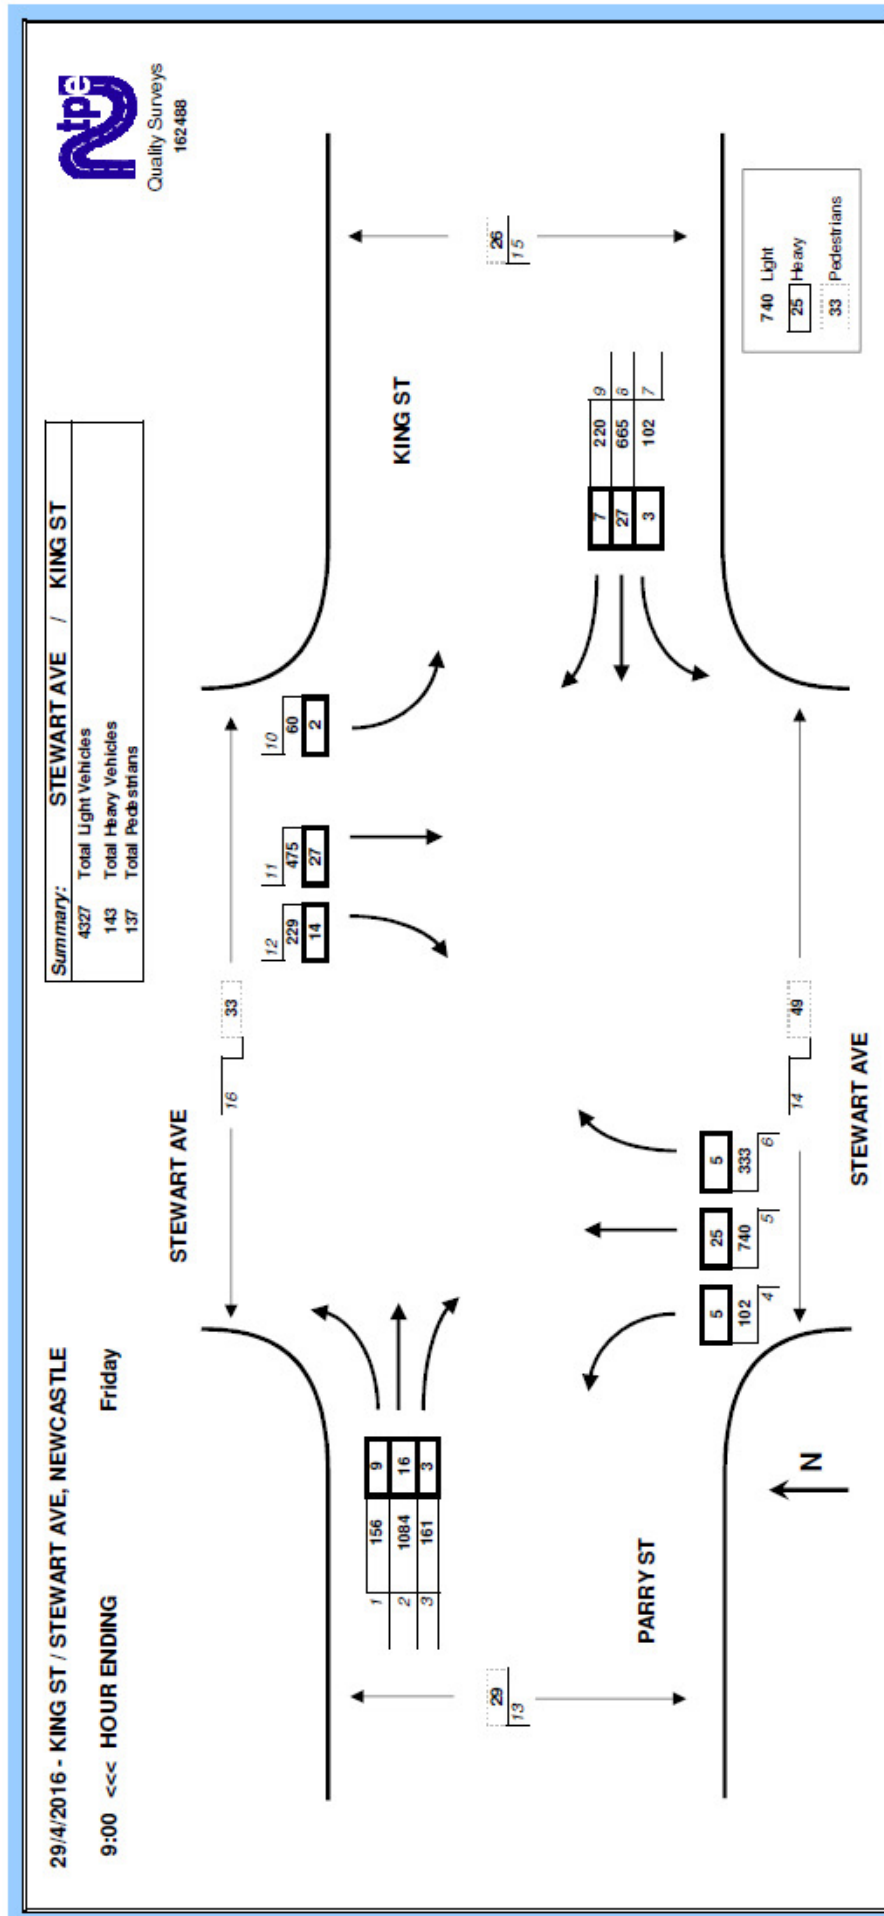 29/4/2016 - KING ST / STEWART AVE, NEWCASTLE
9:00 <<< HOUR ENDING Friday
Summary: STEWART AVE / KING ST
4327 Total Light Vehicles
143 Total Heavy Vehicles
137 Total Pedestrians
tpe
Quality Surveys
162488
STEWART AVE
16 33
12 11 10
229 475 60
14 27 2
KING ST
26
15
1 156 9
2 1084 16
3 161 3
7 220 9
27 665 8
3 102 7
29
13
PARRY ST
5 25 5
102 740 333
4 5 6
14 49
STEWART AVE
N
740 Light
25 Heavy
33 Pedestrians